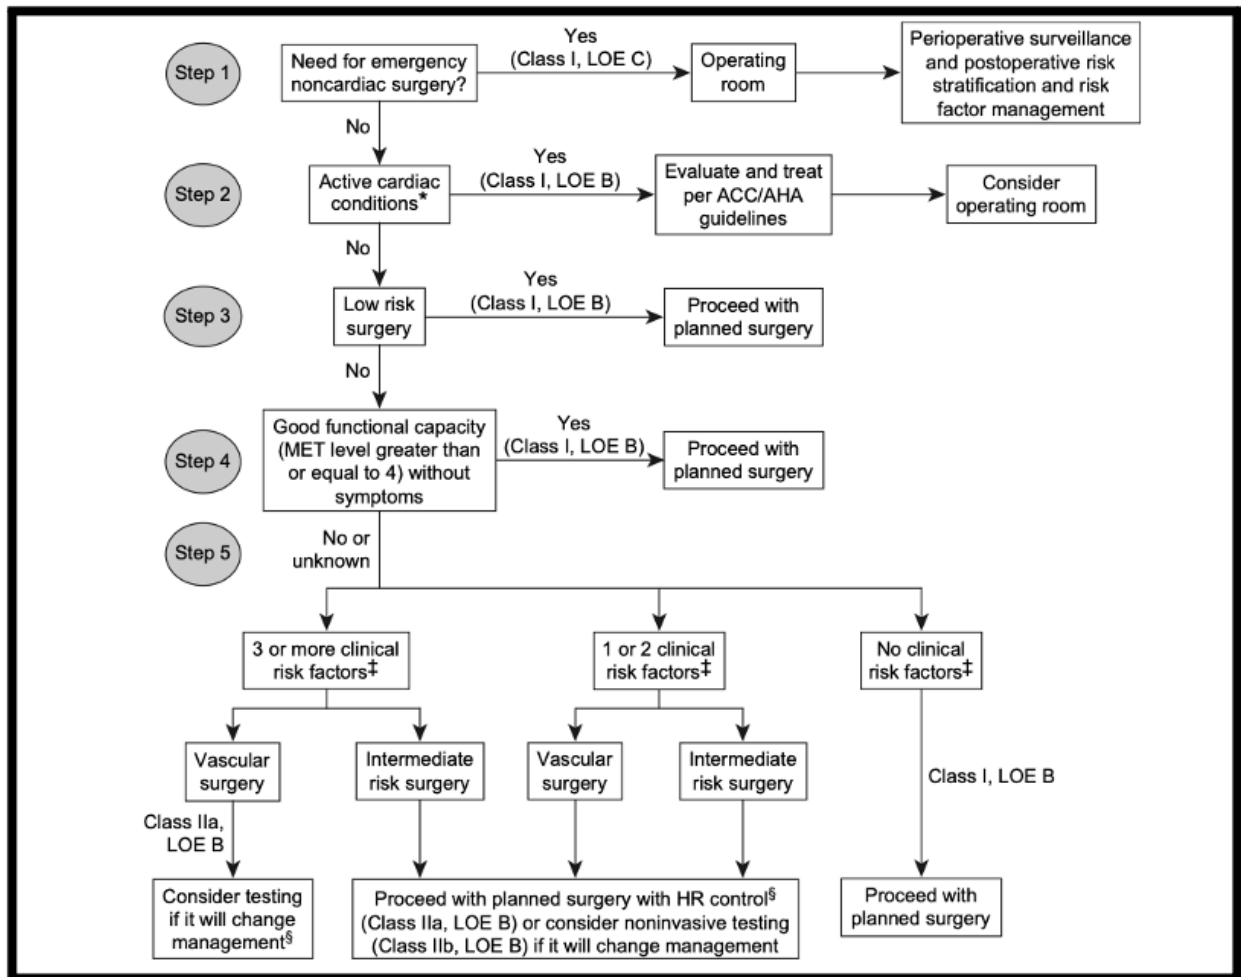 Step 1
Need for emergency
noncardiac surgery?
Yes
(Class I, LOE C)
Operating
room
Perioperative surveillance
and postoperative risk
stratification and risk
factor management
No
Step 2
Active cardiac
conditions*
Yes
(Class I, LOE B)
Evaluate and treat
per ACC/AHA
guidelines
Consider
operating room
No
Step 3
Low risk
surgery
Yes
(Class I, LOE B)
Proceed with
planned surgery
No
Step 4
Good functional capacity
(MET level greater than
or equal to 4) without
symptoms
Yes
(Class I, LOE B)
Proceed with
planned surgery
Step 5
No or
unknown
3 or more clinical
risk factors‡
1 or 2 clinical
risk factors‡
No clinical
risk factors‡
Vascular
surgery
Intermediate
risk surgery
Vascular
surgery
Intermediate
risk surgery
Class I, LOE B
Class IIa,
LOE B
Consider testing
if it will change
management§
Proceed with planned surgery with HR control§
(Class IIa, LOE B) or consider noninvasive testing
(Class IIb, LOE B) if it will change management
Proceed with
planned surgery